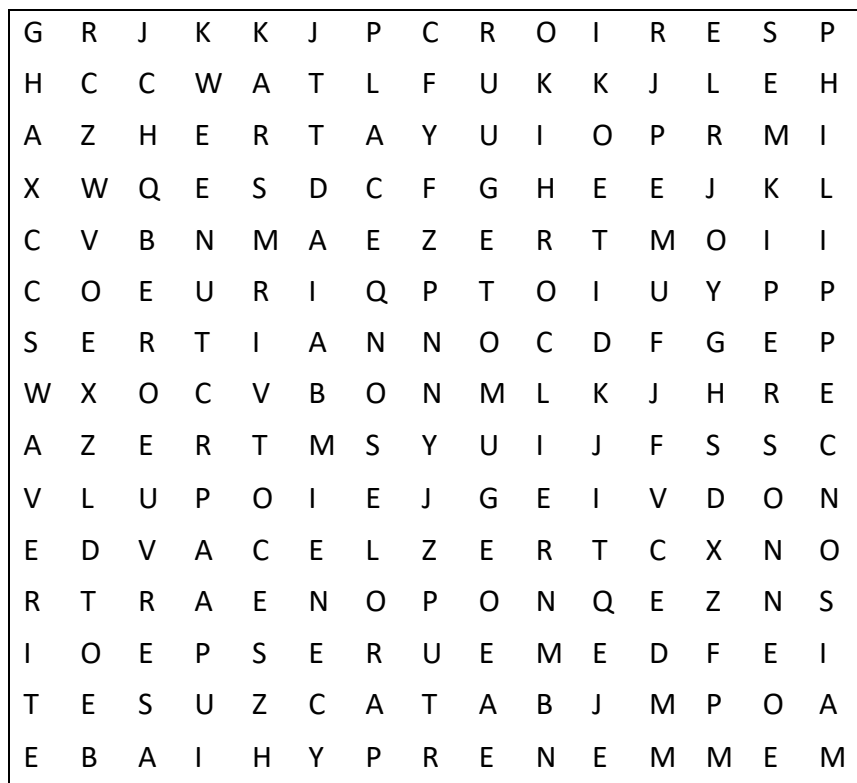 G R J K K J P C R O I R E S P
H C C W A T L F U K K J L E H
A Z H E R T A Y U I O P R M I
X W Q E S D C F G H E E J K L
C V B N M A E Z E R T M O I I
C O E U R I Q P T O I U Y P P
S E R T I A N N O C D F G E P
W X O C V B O N M L K J H R E
A Z E R T M S Y U I J F S S C
V L U P O I E J G E I V D O N
E D V A C E L Z E R T C X N O
R T R A E N O P O N Q E Z N S
I O E P S E R U E M E D F E I
T E S U Z C A T A B J M P O A
E B A I H Y P R E N E M M E M